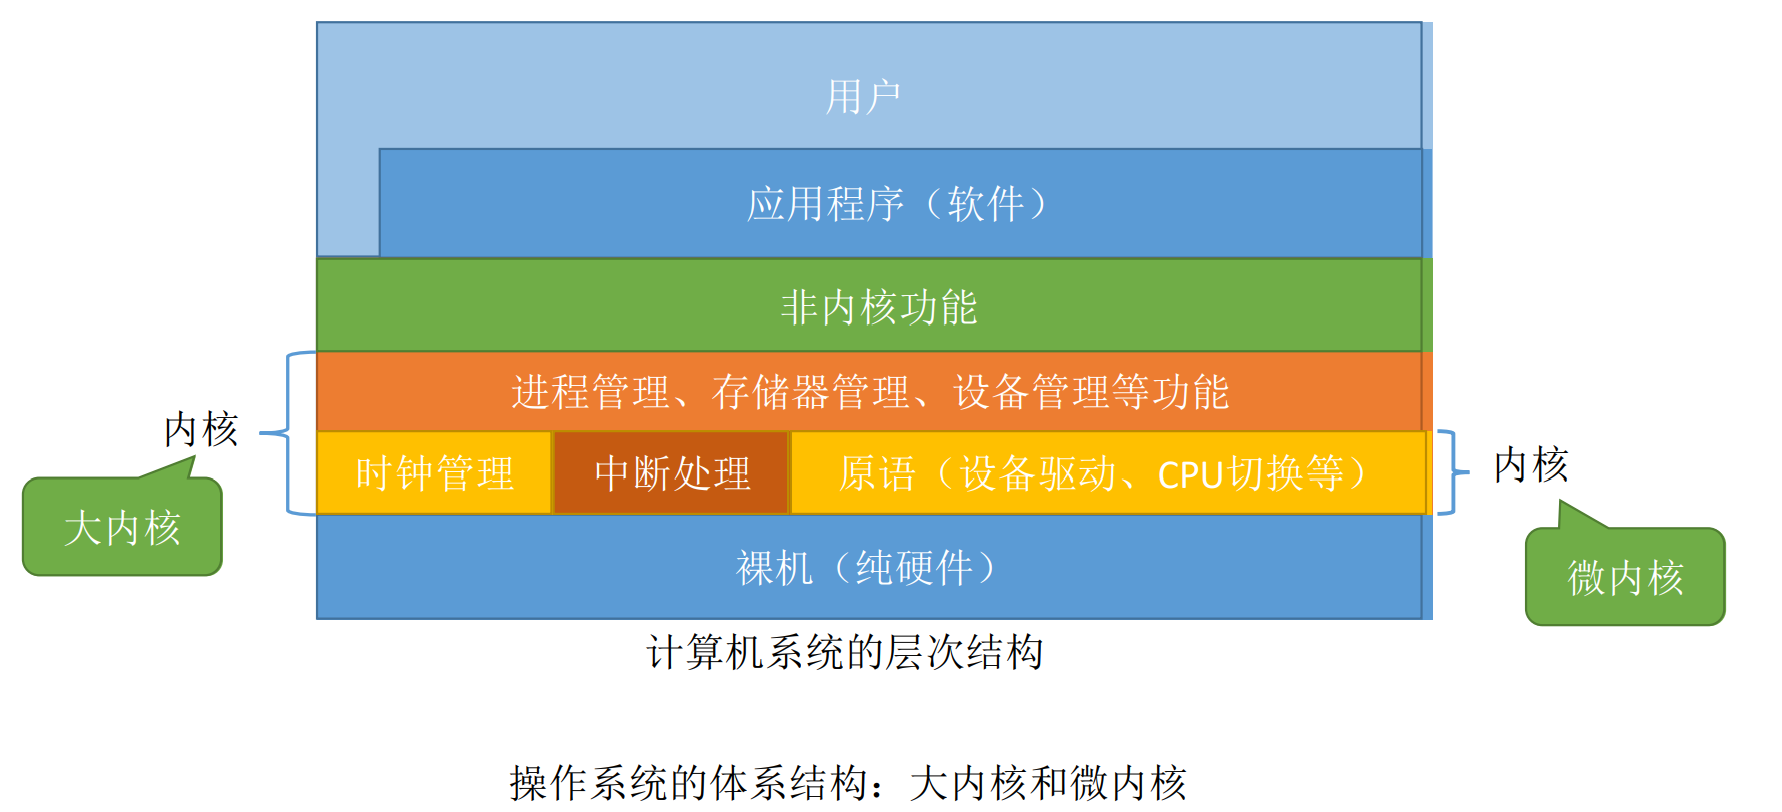 用户
应用程序（软件）
非内核功能
进程管理、存储器管理、设备管理等功能
内核
时钟管理
中断处理
原语（设备驱动、CPU切换等）
内核
大内核
裸机（纯硬件）
微内核
计算机系统的层次结构
操作系统的体系结构：大内核和微内核